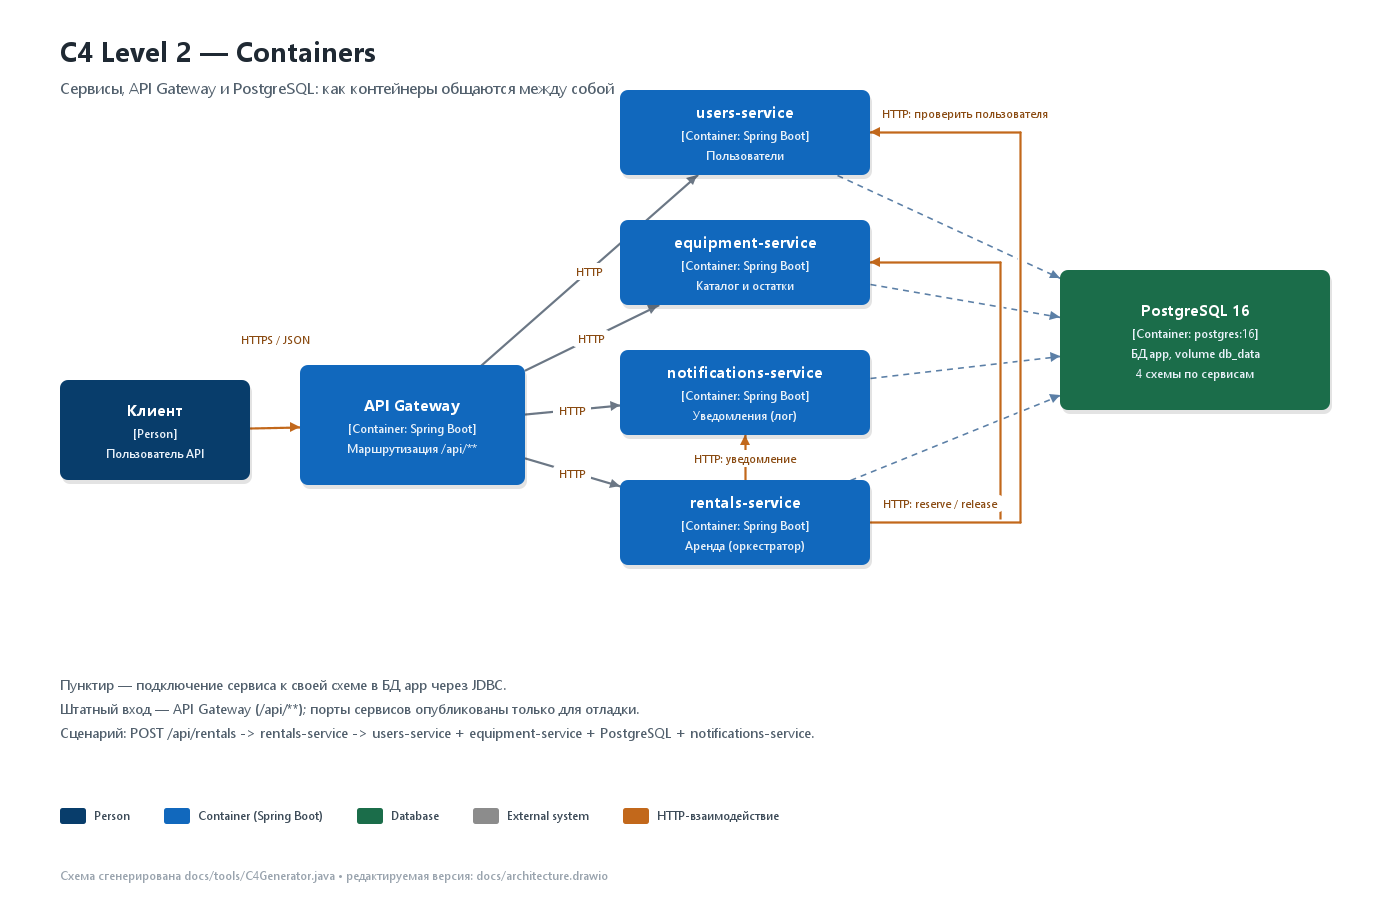 C4 Level 2 — Containers
Сервисы, API Gateway и PostgreSQL: как контейнеры общаются между собой
users-service
[Container: Spring Boot]
Пользователи
HTTP: проверить пользователя
equipment-service
[Container: Spring Boot]
Каталог и остатки
HTTP
HTTP
HTTPS / JSON
Клиент
[Person]
Пользователь API
API Gateway
[Container: Spring Boot]
Маршрутизация /api/**
HTTP
HTTP
notifications-service
[Container: Spring Boot]
Уведомления (лог)
HTTP: уведомление
rentals-service
[Container: Spring Boot]
Аренда (оркестратор)
HTTP: reserve / release
PostgreSQL 16
[Container: postgres:16]
БД app, volume db_data
4 схемы по сервисам
Пунктир — подключение сервиса к своей схеме в БД app через JDBC.
Штатный вход — API Gateway (/api/**); порты сервисов опубликованы только для отладки.
Сценарий: POST /api/rentals -> rentals-service -> users-service + equipment-service + PostgreSQL + notifications-service.
Person
Container (Spring Boot)
Database
External system
HTTP-взаимодействие
Схема сгенерирована docs/tools/C4Generator.java • редактируемая версия: docs/architecture.drawio